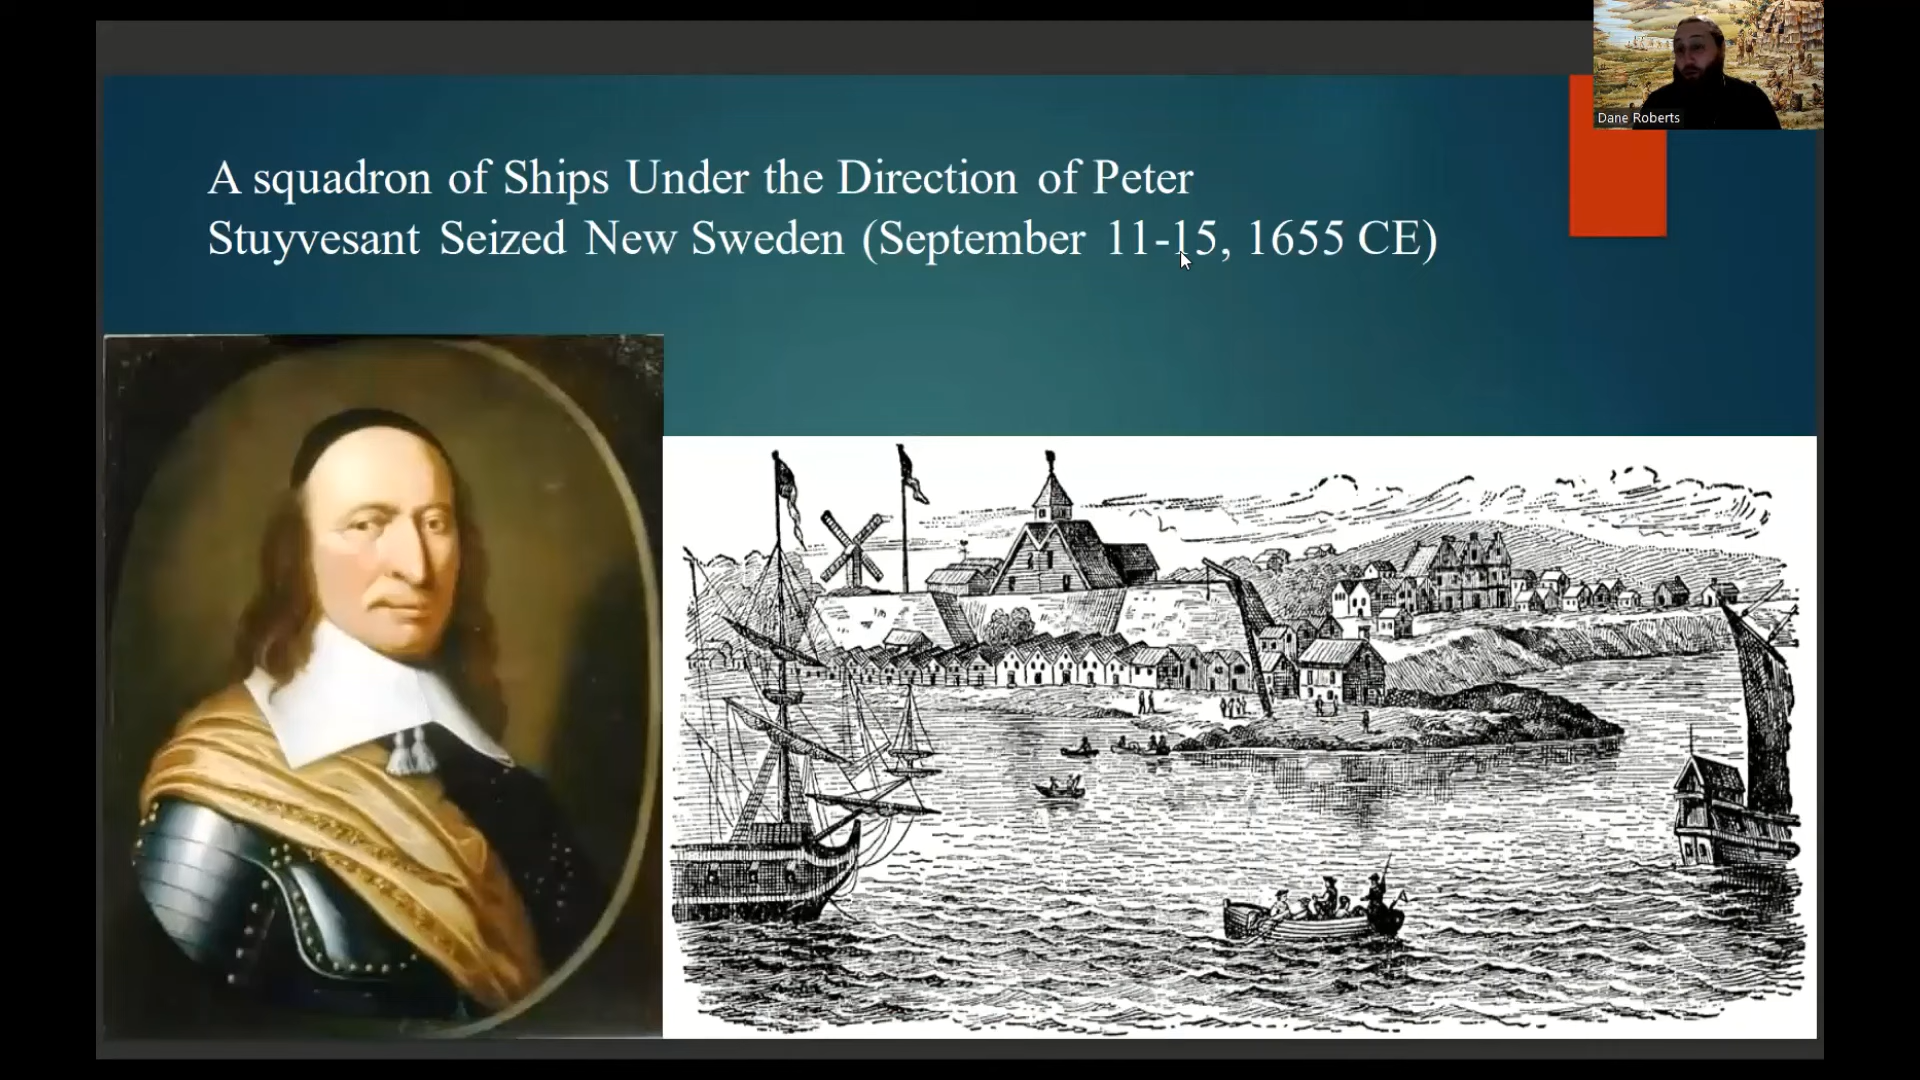 A squadron of Ships Under the Direction of Peter
Stuyvesant Seized New Sweden (September 11-15, 1655 CE)
Dane Roberts